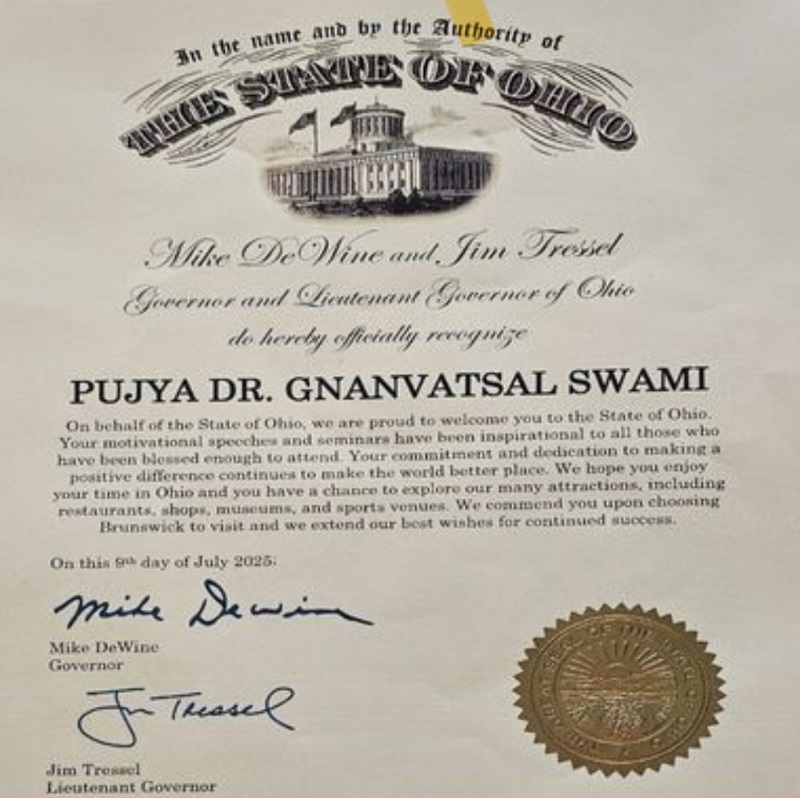 In the name and by the Authority of
THE STATE OF OHIO
Mike DeWine and Jim Tressel
Governor and Lieutenant Governor of Ohio
do hereby officially recognize
PUJYA DR. GNANVATSAL SWAMI
On behalf of the State of Ohio, we are proud to welcome you to the State of Ohio.
Your motivational speeches and seminars have been inspirational to all those who
have been blessed enough to attend. Your commitment and dedication to making a
positive difference continues to make the world better place. We hope you enjoy
your time in Ohio and you have a chance to explore our many attractions, including
restaurants, shops, museums, and sports venues. We commend you upon choosing
Brunswick to visit and we extend our best wishes for continued success.
On this 9th day of July 2025:
Mike Dewine
Mike DeWine
Governor
Jim Tressel
Jim Tressel
Lieutenant Governor